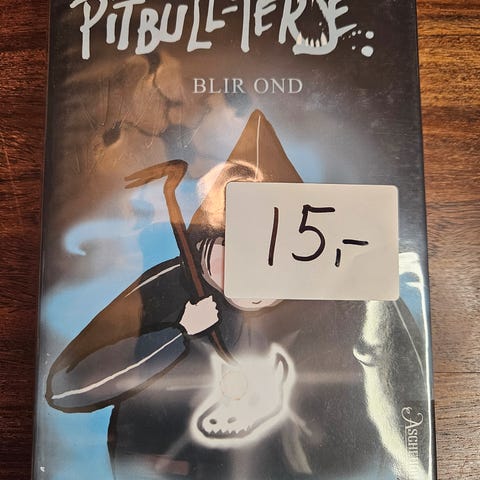 PITBULL-TERJE
BLIR OND
15,-